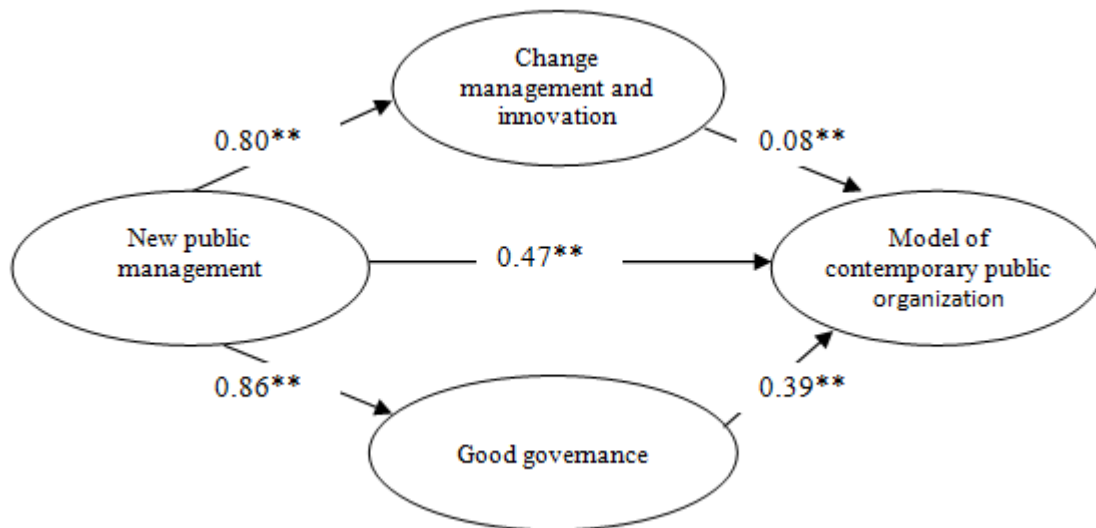 Change
management and
innovation
0.80**
0.08**
New public
management
0.47**
Model of
contemporary public
organization
0.86**
0.39**
Good governance